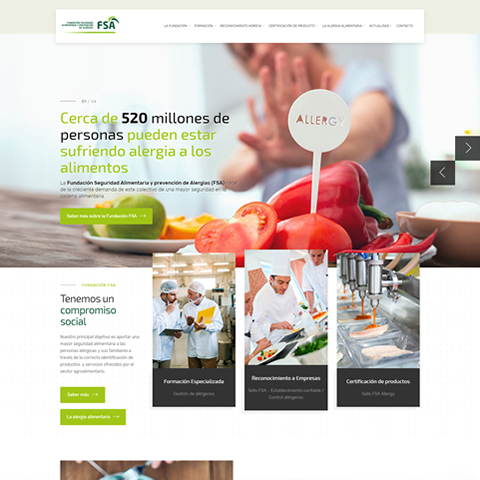 FUNDACIÓN SEGURIDAD
ALIMENTARIA Y PREVENCIÓN
DE ALERGIAS
FSA
LA FUNDACIÓN
FORMACIÓN
RECONOCIMIENTO HORECA
CERTIFICACIÓN DE PRODUCTO
LA ALERGIA ALIMENTARIA
ACTUALIDAD
CONTACTO
ALLERGY
Cerca de 520 millones de
personas pueden estar
sufriendo alergia a los
alimentos
La Fundación Seguridad Alimentaria y prevención de Alergias (FSA) nace
de la creciente demanda de este colectivo de una mayor seguridad en la
cadena alimentaria.
Saber más sobre la Fundación FSA
FUNDACIÓN FSA
Tenemos un
compromiso
social
Nuestro principal objetivo es aportar una
mayor seguridad alimentaria a las
personas alérgicas y sus familiares a
través de la correcta identificación de
productos y servicios ofrecidos por el
sector agroalimentario.
Saber más
La alergia alimentaria
Formación Especializada
Gestión de alérgenos
Reconocimiento a Empresas
Sello FSA – Establecimiento confiable /
Control alérgenos
Certificación de productos
Sello FSA Allergy